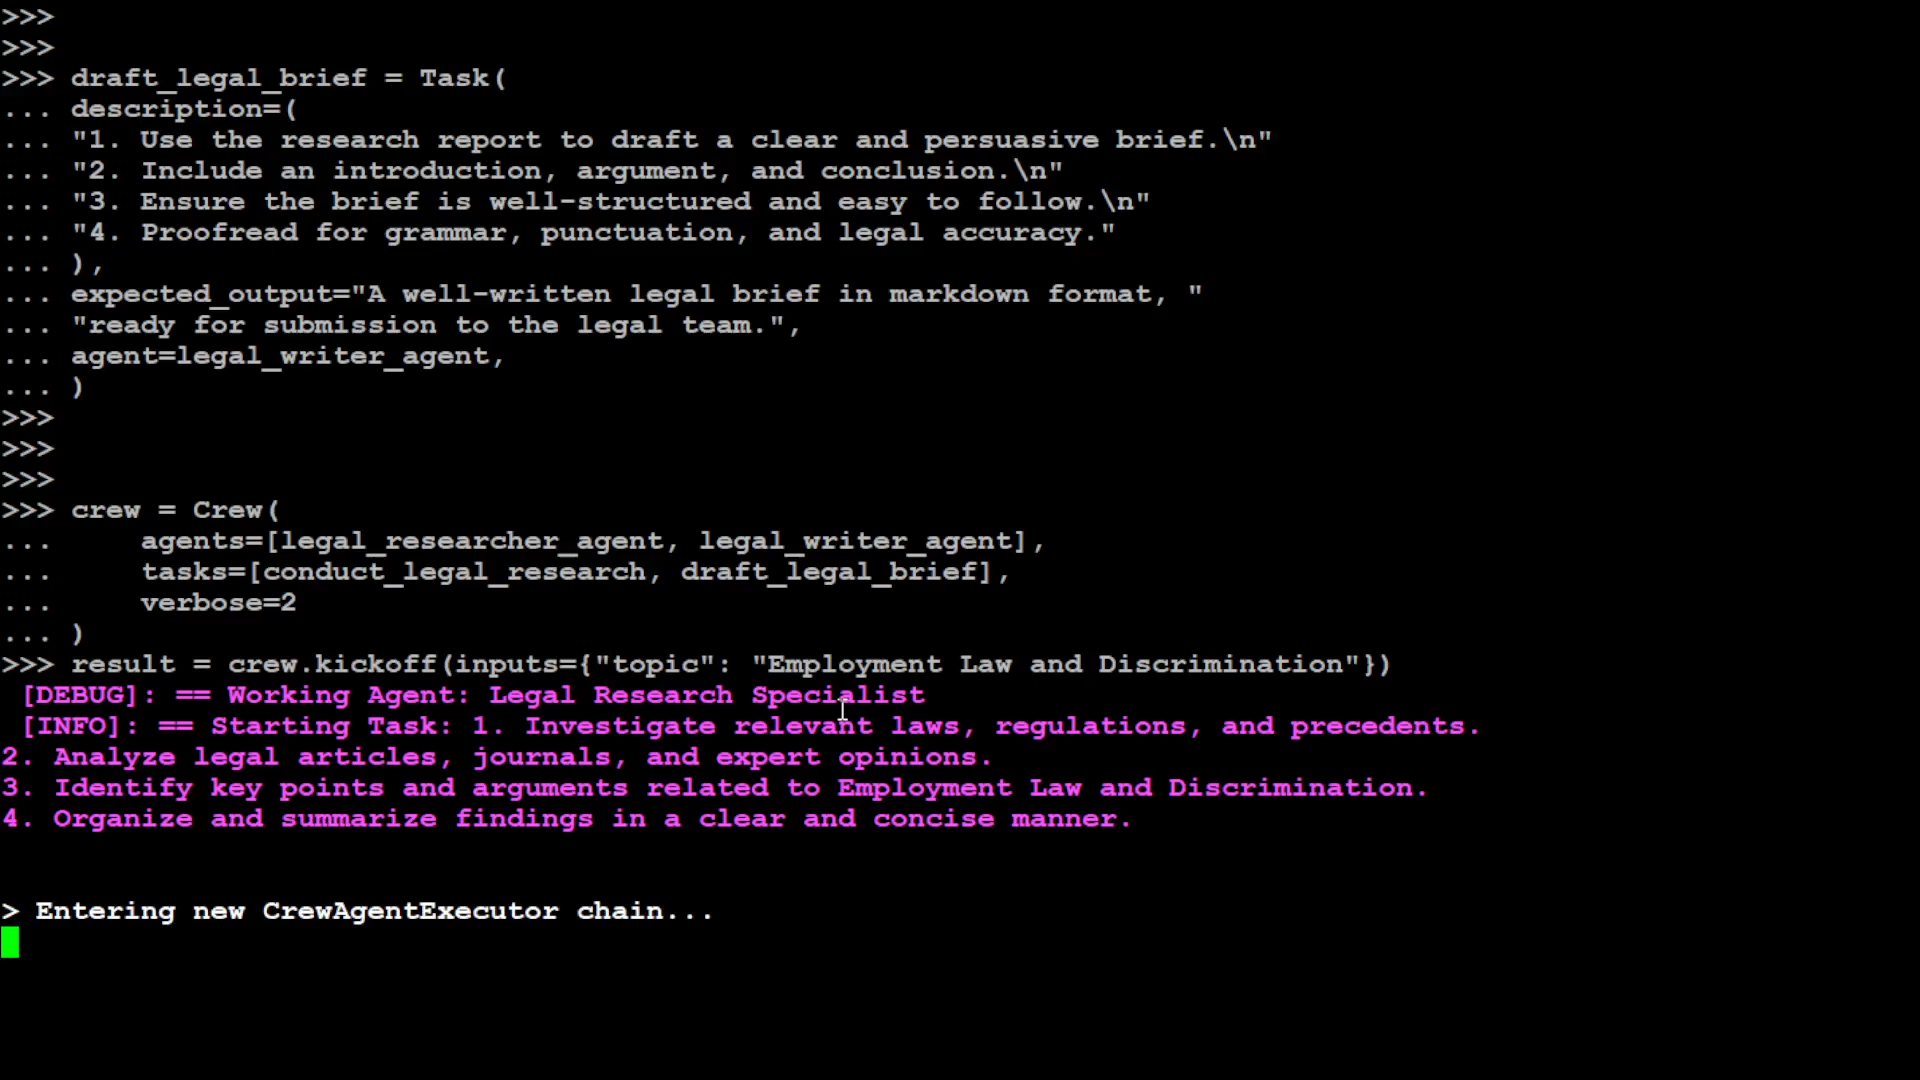 >>>
>>>
>>> draft_legal_brief = Task(
... description=(
... "1. Use the research report to draft a clear and persuasive brief.\n"
... "2. Include an introduction, argument, and conclusion.\n"
... "3. Ensure the brief is well-structured and easy to follow.\n"
... "4. Proofread for grammar, punctuation, and legal accuracy."
... ),
... expected_output="A well-written legal brief in markdown format, "
... "ready for submission to the legal team.",
... agent=legal_writer_agent,
... )
>>>
>>>
>>>
>>> crew = Crew(
...     agents=[legal_researcher_agent, legal_writer_agent],
...     tasks=[conduct_legal_research, draft_legal_brief],
...     verbose=2
... )
>>> result = crew.kickoff(inputs={"topic": "Employment Law and Discrimination"})
 [DEBUG]: == Working Agent: Legal Research Specialist
 [INFO]: == Starting Task: 1. Investigate relevant laws, regulations, and precedents.
2. Analyze legal articles, journals, and expert opinions.
3. Identify key points and arguments related to Employment Law and Discrimination.
4. Organize and summarize findings in a clear and concise manner.
> Entering new CrewAgentExecutor chain...